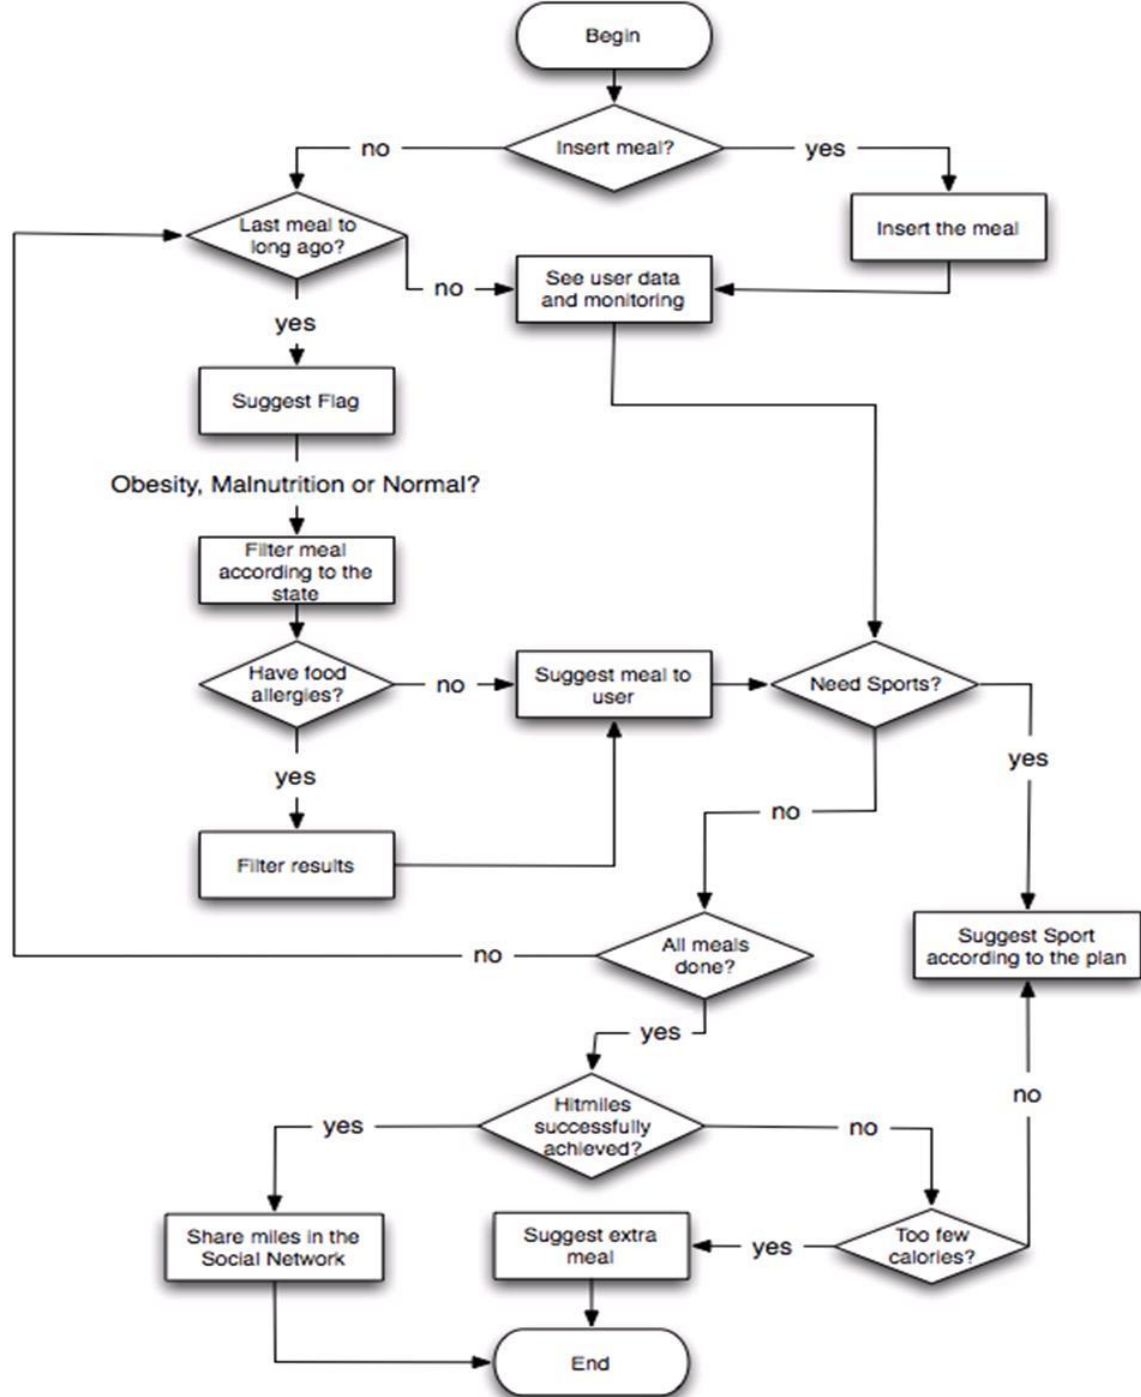 Begin
Insert meal?
no
yes
Last meal to
long ago?
Insert the meal
no
See user data
and monitoring
yes
Suggest Flag
Obesity, Malnutrition or Normal?
Filter meal
according to the
state
Have food
allergies?
no
Suggest meal to
user
Need Sports?
yes
yes
no
Filter results
All meals
done?
no
Suggest Sport
according to the plan
yes
no
Hitmiles
successfully
achieved?
yes
no
Share miles in the
Social Network
Suggest extra
meal
yes
Too few
calories?
End